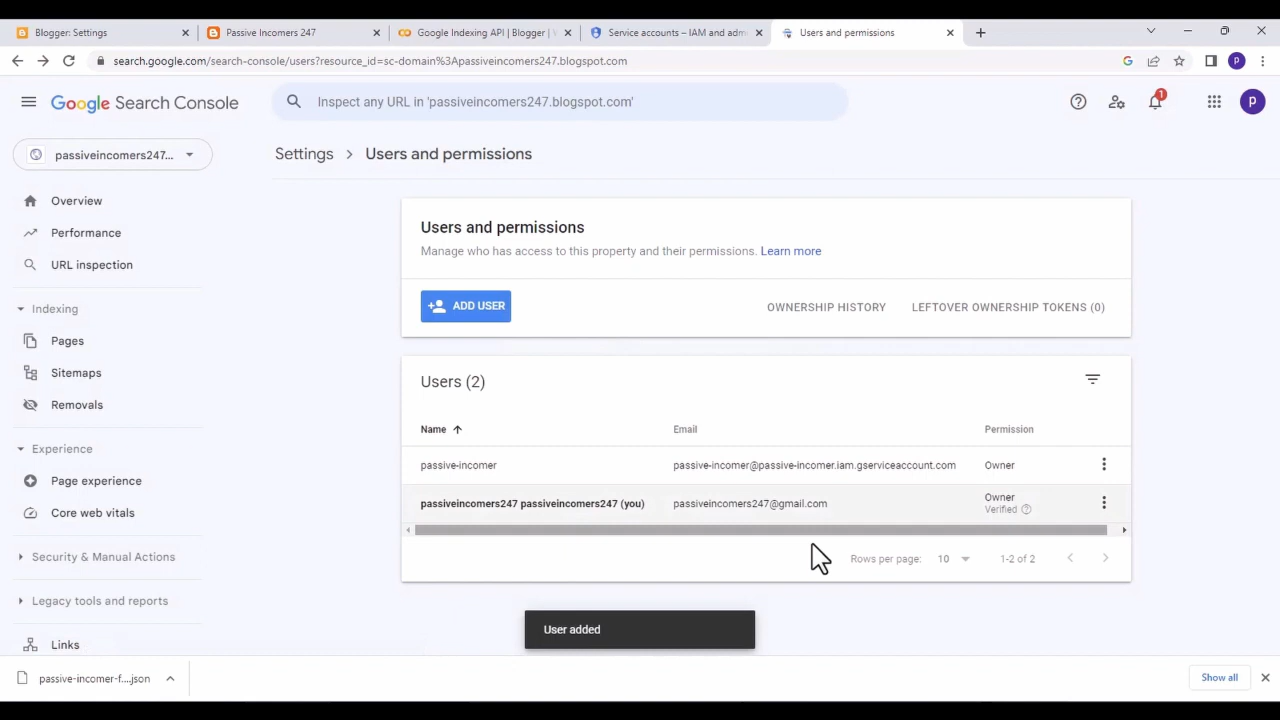 Blogger: Settings
Passive Incomers 247
Google Indexing API | Blogger |
Service accounts – IAM and adm
Users and permissions
search.google.com/search-console/users?resource_id=sc-domain%3Apassiveincomers247.blogspot.com
P
Google Search Console
Inspect any URL in 'passiveincomers247.blogspot.com'
1
p
passiveincomers247...
Settings
Users and permissions
Overview
Performance
URL inspection
Indexing
Pages
Sitemaps
Removals
Experience
Page experience
Core web vitals
Security & Manual Actions
Legacy tools and reports
Links
Users and permissions
Manage who has access to this property and their permissions. Learn more
ADD USER
OWNERSHIP HISTORY
LEFTOVER OWNERSHIP TOKENS (0)
Users (2)
Name Email Permission
passive-incomer passive-incomer@passive-incomer.iam.gserviceaccount.com Owner
passiveincomers247 passiveincomers247 (you) passiveincomers247@gmail.com Owner
Verified
Rows per page: 10 1-2 of 2
User added
passive-incomer-f....json
Show all